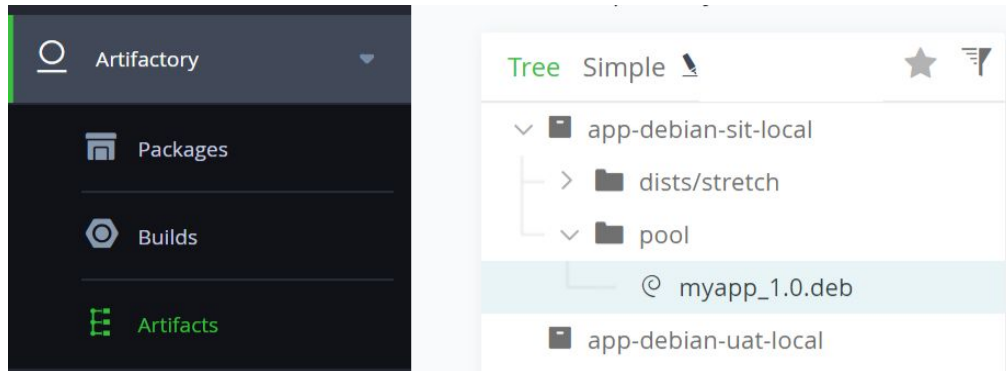 Artifactory
Packages
Builds
Artifacts
Tree Simple
app-debian-sit-local
dists/stretch
pool
myapp_1.0.deb
app-debian-uat-local